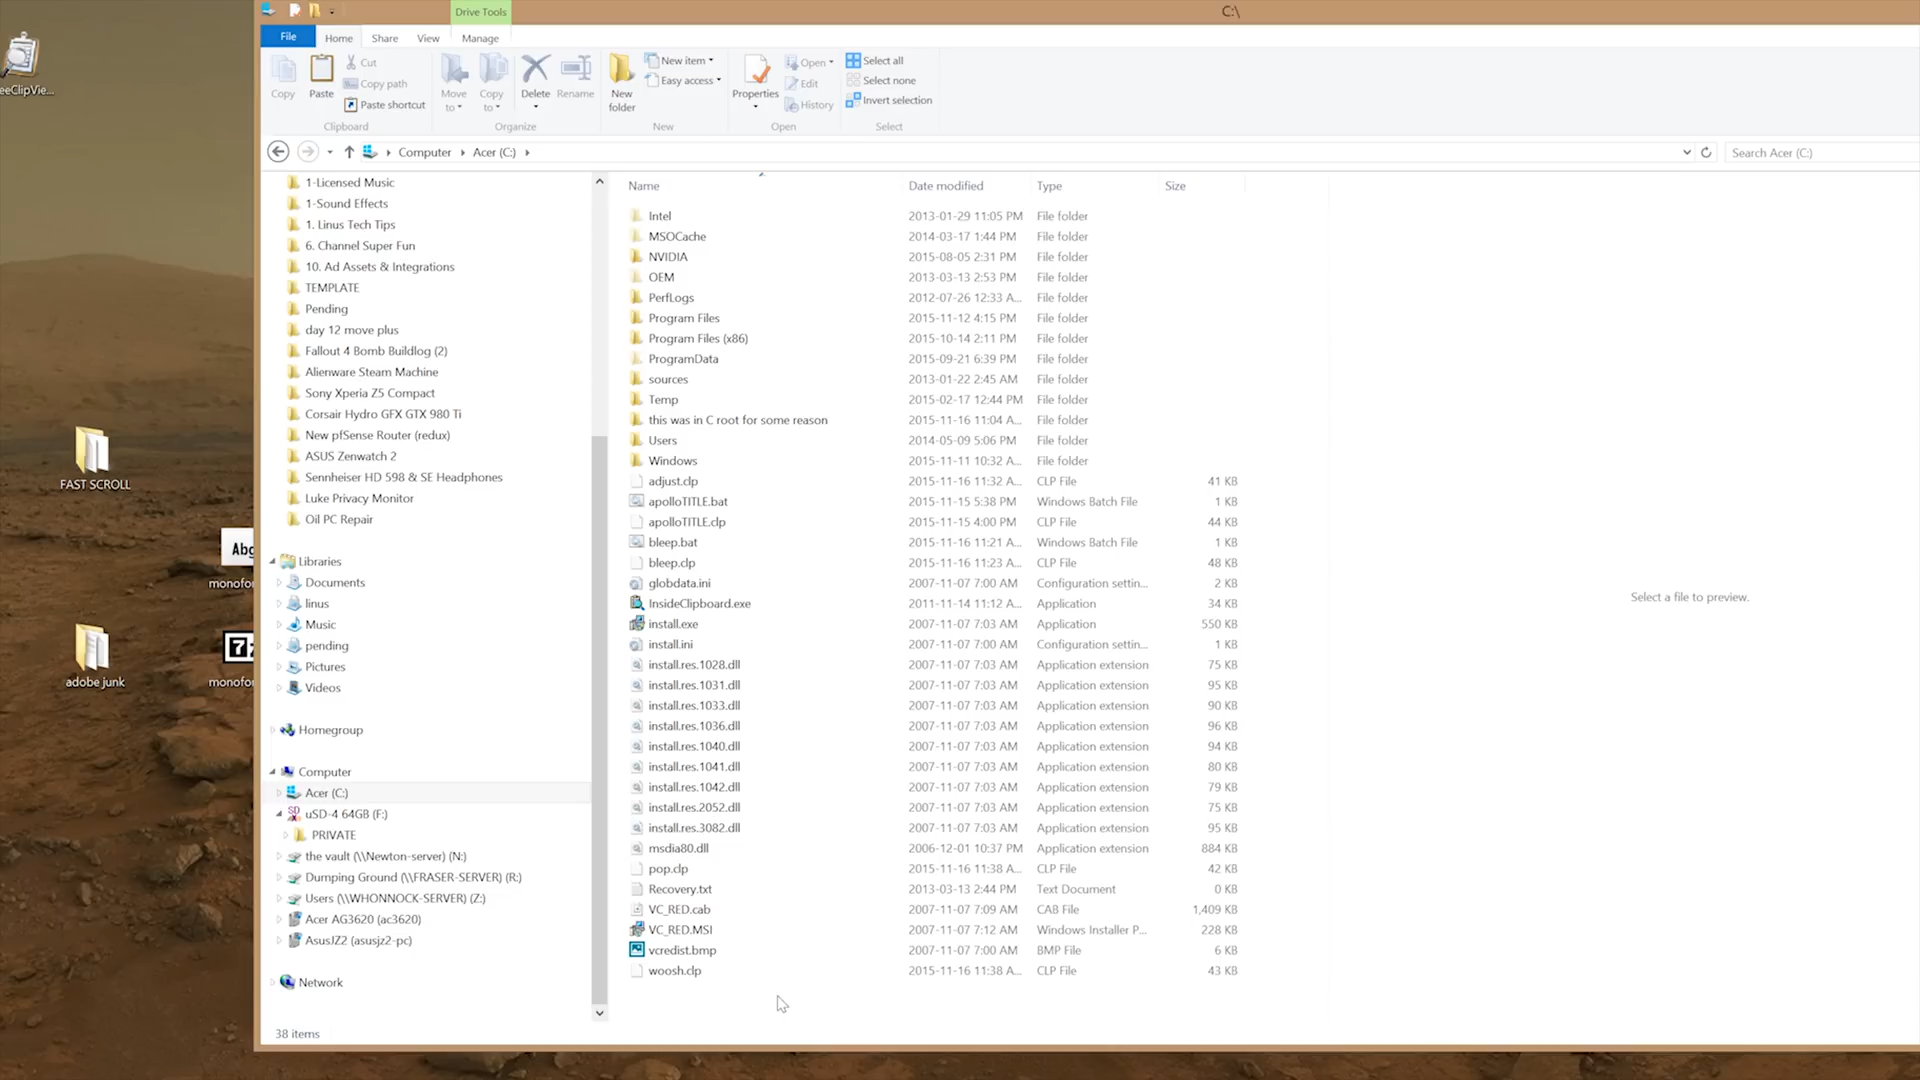 Drive Tools
C:\
File
Home
Share
View
Manage
Copy
Paste
Cut
Copy path
Paste shortcut
Clipboard
Move to
Copy to
Delete
Rename
Organize
New folder
New item
Easy access
New
Properties
Open
Edit
History
Open
Select all
Select none
Invert selection
Select
Computer
Acer (C:)
Search Acer (C:)
eeClipVie...
FAST SCROLL
Abg
monofor
adobe junk
monofor
1-Licensed Music
1-Sound Effects
1. Linus Tech Tips
6. Channel Super Fun
10. Ad Assets & Integrations
TEMPLATE
Pending
day 12 move plus
Fallout 4 Bomb Buildlog (2)
Alienware Steam Machine
Sony Xperia Z5 Compact
Corsair Hydro GFX GTX 980 Ti
New pfSense Router (redux)
ASUS Zenwatch 2
Sennheiser HD 598 & SE Headphones
Luke Privacy Monitor
Oil PC Repair
Libraries
Documents
linus
Music
pending
Pictures
Videos
Homegroup
Computer
Acer (C:)
uSD-4 64GB (F:)
PRIVATE
the vault (\\Newton-server) (N:)
Dumping Ground (\\FRASER-SERVER) (R:)
Users (\\WHONNOCK-SERVER) (Z:)
Acer AG3620 (ac3620)
AsusJZ2 (asusjz2-pc)
Network
38 items
Name Date modified Type Size
Intel 2013-01-29 11:05 PM File folder
MSOCache 2014-03-17 1:44 PM File folder
NVIDIA 2015-08-05 2:31 PM File folder
OEM 2013-03-13 2:53 PM File folder
PerfLogs 2012-07-26 12:33 A... File folder
Program Files 2015-11-12 4:15 PM File folder
Program Files (x86) 2015-10-14 2:11 PM File folder
ProgramData 2015-09-21 6:39 PM File folder
sources 2013-01-22 2:45 AM File folder
Temp 2015-02-17 12:44 PM File folder
this was in C root for some reason 2015-11-16 11:04 A... File folder
Users 2014-05-09 5:06 PM File folder
Windows 2015-11-11 10:32 A... File folder
adjust.clp 2015-11-16 11:32 A... CLP File 41 KB
apolloTITLE.bat 2015-11-15 5:38 PM Windows Batch File 1 KB
apolloTITLE.clp 2015-11-15 4:00 PM CLP File 44 KB
bleep.bat 2015-11-16 11:21 A... Windows Batch File 1 KB
bleep.clp 2015-11-16 11:23 A... CLP File 48 KB
globdata.ini 2007-11-07 7:00 AM Configuration settin... 2 KB
InsideClipboard.exe 2011-11-14 11:12 A... Application 34 KB
install.exe 2007-11-07 7:03 AM Application 550 KB
install.ini 2007-11-07 7:00 AM Configuration settin... 1 KB
install.res.1028.dll 2007-11-07 7:03 AM Application extension 75 KB
install.res.1031.dll 2007-11-07 7:03 AM Application extension 95 KB
install.res.1033.dll 2007-11-07 7:03 AM Application extension 90 KB
install.res.1036.dll 2007-11-07 7:03 AM Application extension 96 KB
install.res.1040.dll 2007-11-07 7:03 AM Application extension 94 KB
install.res.1041.dll 2007-11-07 7:03 AM Application extension 80 KB
install.res.1042.dll 2007-11-07 7:03 AM Application extension 79 KB
install.res.2052.dll 2007-11-07 7:03 AM Application extension 75 KB
install.res.3082.dll 2007-11-07 7:03 AM Application extension 95 KB
msdia80.dll 2006-12-01 10:37 PM Application extension 884 KB
pop.clp 2015-11-16 11:38 A... CLP File 42 KB
Recovery.txt 2013-03-13 2:44 PM Text Document 0 KB
VC_RED.cab 2007-11-07 7:09 AM CAB File 1,409 KB
VC_RED.MSI 2007-11-07 7:12 AM Windows Installer P... 228 KB
vcredist.bmp 2007-11-07 7:00 AM BMP File 6 KB
woosh.clp 2015-11-16 11:38 A... CLP File 43 KB
Select a file to preview.